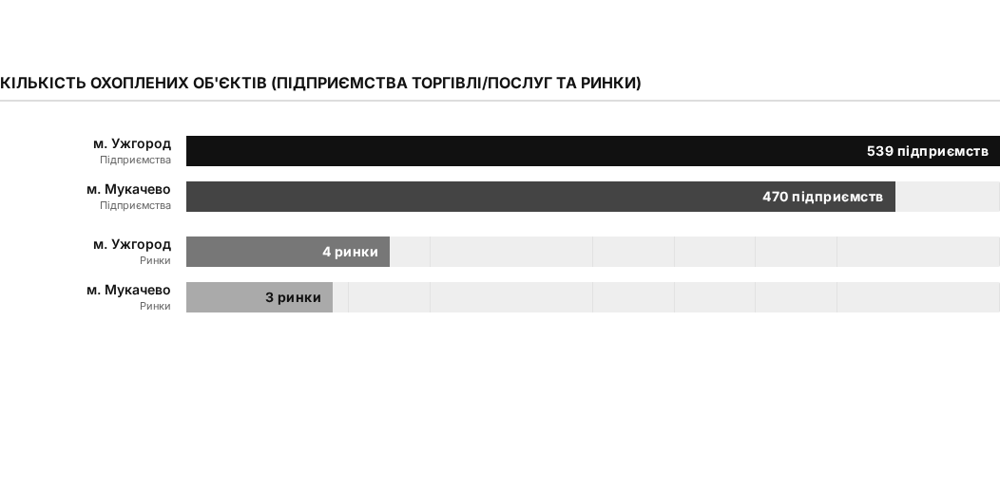 КІЛЬКІСТЬ ОХОПЛЕНИХ ОБ'ЄКТІВ (ПІДПРИЄМСТВА ТОРГІВЛІ/ПОСЛУГ ТА РИНКИ)
м. Ужгород
Підприємства
539 підприємств
м. Мукачево
Підприємства
470 підприємств
м. Ужгород
Ринки
4 ринки
м. Мукачево
Ринки
3 ринки